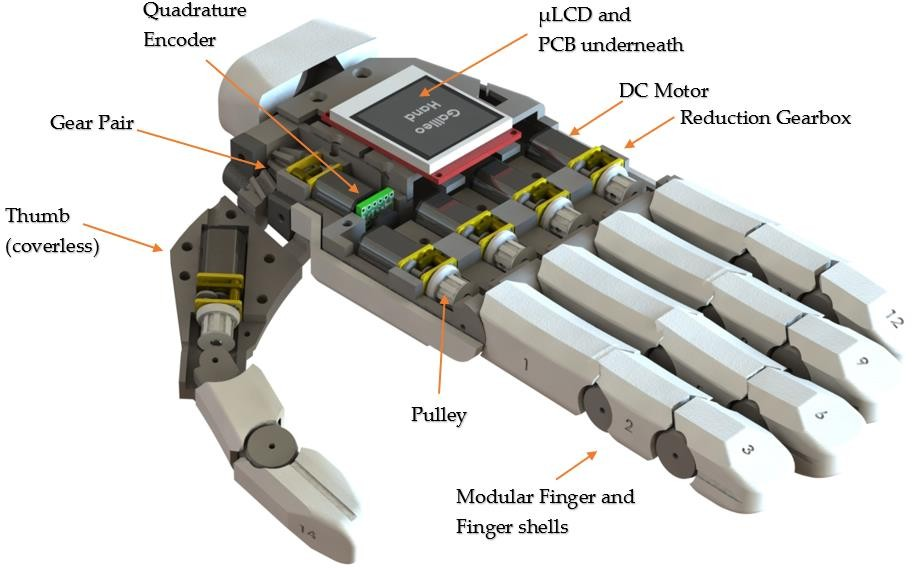 Quadrature
Encoder
µLCD and
PCB underneath
DC Motor
Reduction Gearbox
Gear Pair
Thumb
(coverless)
Galileo
Hand
Pulley
Modular Finger and
Finger shells
1
2
3
6
9
12
14